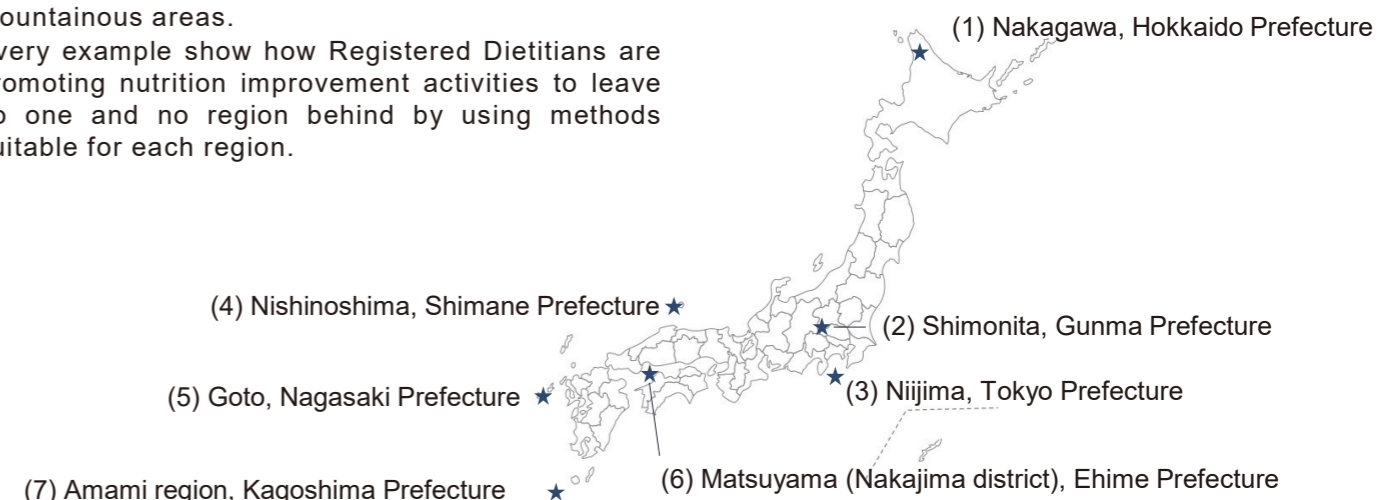 ountainous areas.
very example show how Registered Dietitians are
romoting nutrition improvement activities to leave
o one and no region behind by using methods
uitable for each region.
(1) Nakagawa, Hokkaido Prefecture
(4) Nishinoshima, Shimane Prefecture
(2) Shimonita, Gunma Prefecture
(5) Goto, Nagasaki Prefecture
(3) Niijima, Tokyo Prefecture
(6) Matsuyama (Nakajima district), Ehime Prefecture
(7) Amami region, Kagoshima Prefecture